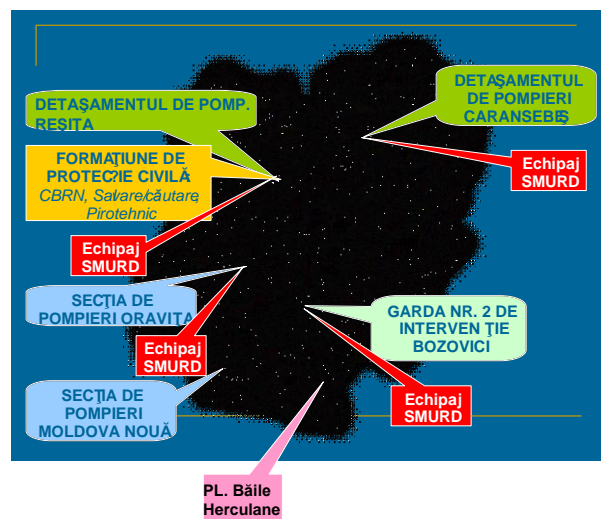 DETAŞAMENTUL DE POMP.
REŞIŢA
DETAŞAMENTUL
DE POMPIERI
CARANSEBEŞ
FORMAŢIUNE DE
PROTECŢIE CIVILĂ
CBRN, Salvare/căutare,
Pirotehnic
Echipaj
SMURD
Echipaj
SMURD
SECŢIA DE
POMPIERI ORAVIŢA
GARDA NR. 2 DE
INTERVEN ŢIE
BOZOVICI
Echipaj
SMURD
SECŢIA DE
POMPIERI
MOLDOVA NOUĂ
Echipaj
SMURD
PL. Băile
Herculane